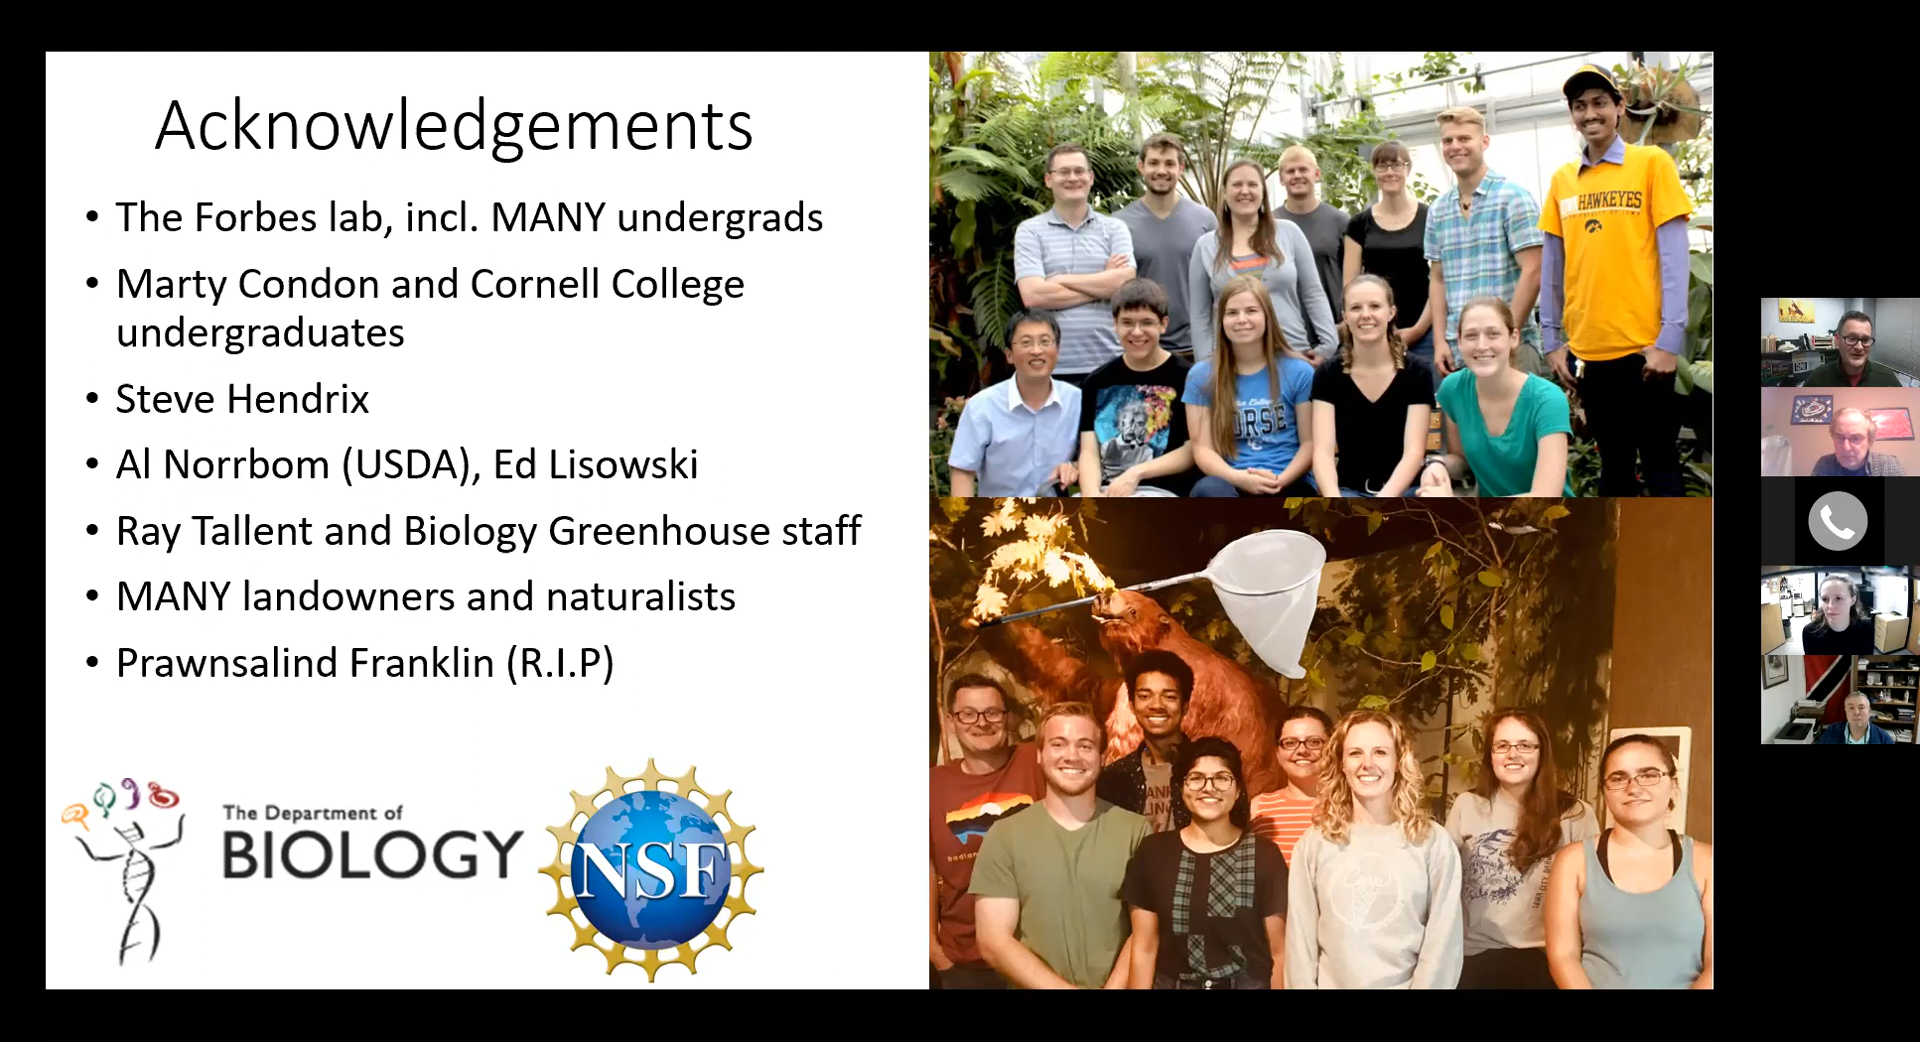 Acknowledgements
• The Forbes lab, incl. MANY undergrads
• Marty Condon and Cornell College
undergraduates
• Steve Hendrix
• Al Norrbom (USDA), Ed Lisowski
• Ray Tallent and Biology Greenhouse staff
• MANY landowners and naturalists
• Prawnsalind Franklin (R.I.P)
The Department of
BIOLOGY
NSF
HAWKEYES